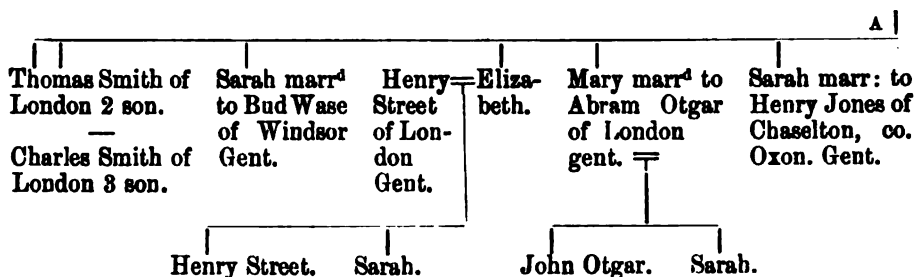 A
Thomas Smith of
London 2 son.
—
Charles Smith of
London 3 son.
Sarah marrᵈ
to Bud Wase
of Windsor
Gent.
Henry
Street
of Lon-
don
Gent.
Eliza-
beth.
Mary marrᵈ to
Abram Otgar
of London
gent.
Sarah marr: to
Henry Jones of
Chaselton, co.
Oxon. Gent.
Henry Street.
Sarah.
John Otgar.
Sarah.